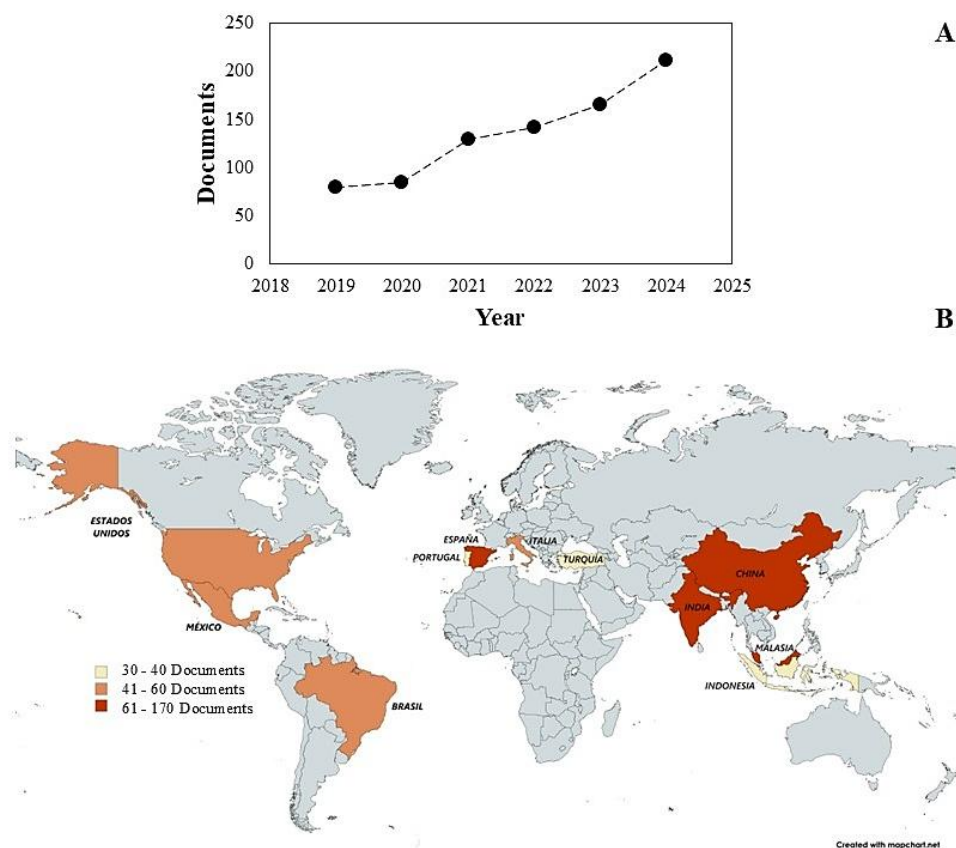 250
A
200
150
100
50
0
Documents
2018 2019 2020 2021 2022 2023 2024 2025
Year
B
ESTADOS
UNIDOS
ESPAÑA
ITALIA
PORTUGAL
TURQUÍA
CHINA
INDIA
MÉXICO
MALASIA
30 - 40 Documents
41 - 60 Documents
61 - 170 Documents
INDONESIA
BRASIL
Created with mapchart.net